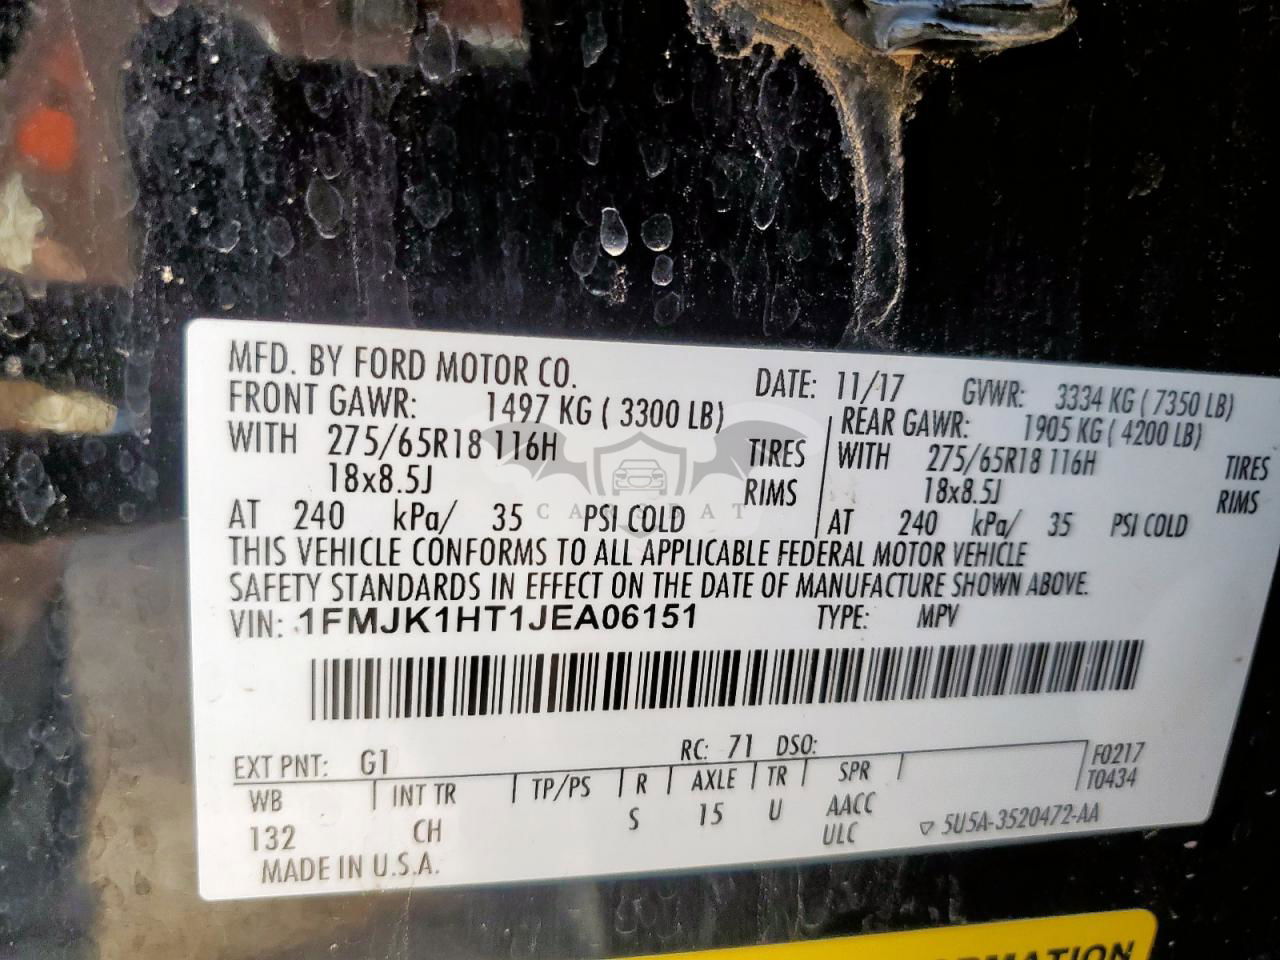 MFD. BY FORD MOTOR CO. DATE: 11/17 GVWR: 3334 KG (7350 LB)
FRONT GAWR: 1497 KG (3300 LB) REAR GAWR: 1905 KG (4200 LB)
WITH 275/65R18 116H TIRES WITH 275/65R18 116H TIRES
18x8.5J RIMS 18x8.5J RIMS
AT 240 kPa/ 35 PSI COLD AT 240 kPa/ 35 PSI COLD
THIS VEHICLE CONFORMS TO ALL APPLICABLE FEDERAL MOTOR VEHICLE
SAFETY STANDARDS IN EFFECT ON THE DATE OF MANUFACTURE SHOWN ABOVE.
VIN: 1FMJK1HT1JEA06151 TYPE: MPV
EXT PNT: G1 RC: 71 DSO: F0217
WB INT TR TP/PS R AXLE TR SPR T0434
132 CH S 15 U AACC
ULC 5U5A-3520472-AA
MADE IN U.S.A.